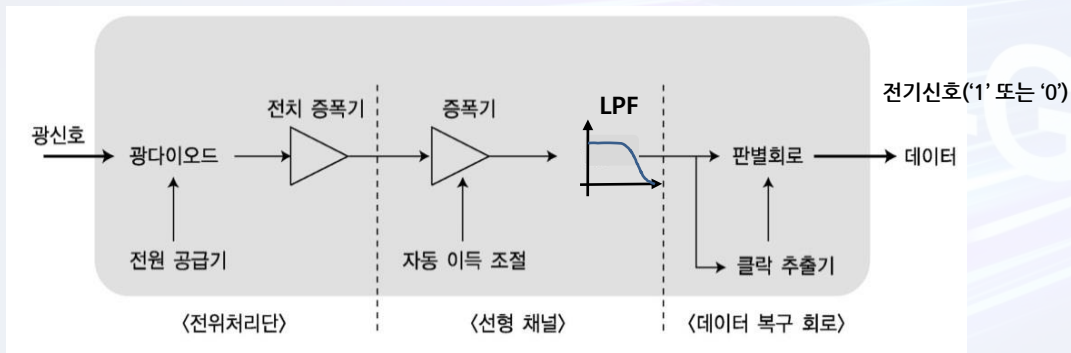 전기신호('1' 또는 '0')
전치 증폭기
증폭기
LPF
광신호
광다이오드
판별회로
데이터
전원 공급기
자동 이득 조절
클락 추출기
<전위처리단>
<선형 채널>
<데이터 복구 회로>